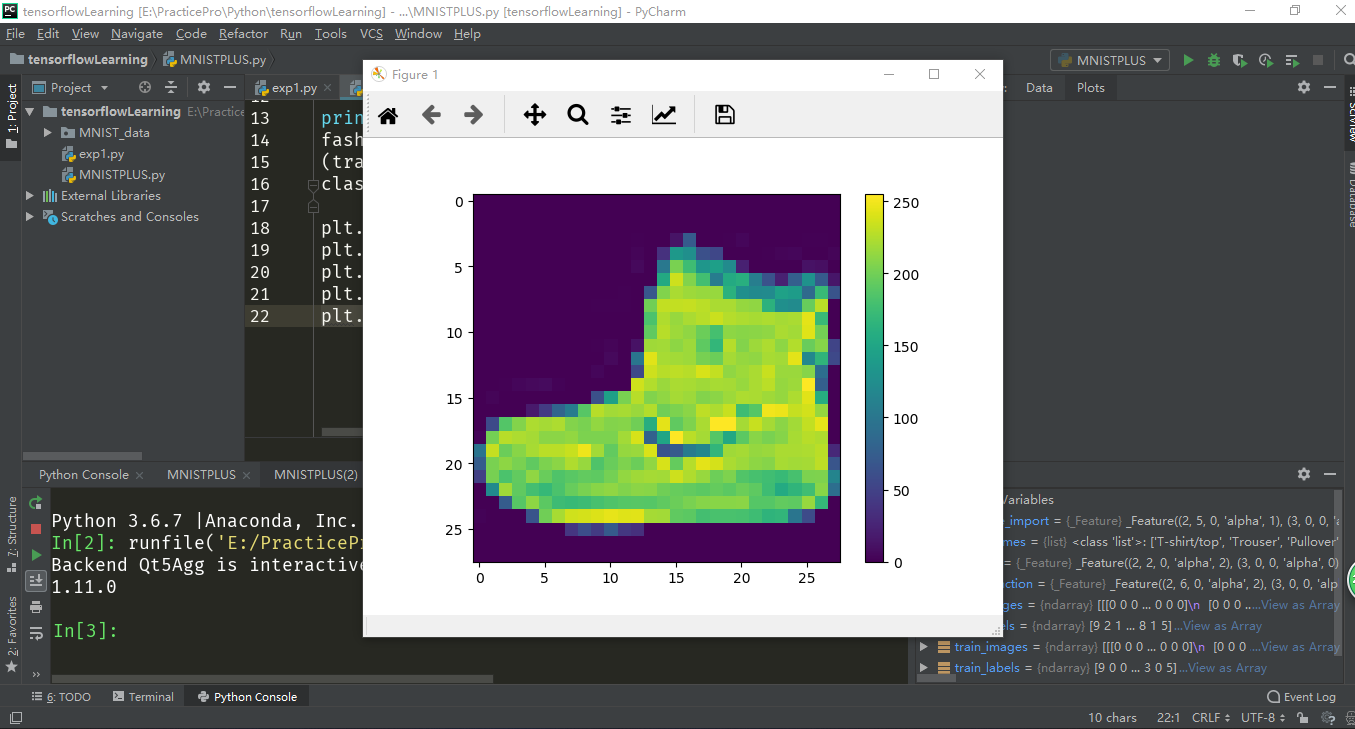 tensorflowLearning [E:\PracticePro\Python\tensorflowLearning] - ...\MNISTPLUS.py [tensorflowLearning] - PyCharm
File Edit View Navigate Code Refactor Run Tools VCS Window Help
tensorflowLearning MNISTPLUS.py
MNISTPLUS
1: Project
Project
tensorflowLearning E:\Practice
MNIST_data
exp1.py
MNISTPLUS.py
External Libraries
Scratches and Consoles
exp1.py
13 prin
14 fash
15 (tra
16 clas
17
18 plt.
19 plt.
20 plt.
21 plt.
22 plt.
Figure 1
0
5
10
15
20
25
0 5 10 15 20 25
250
200
150
100
50
0
Data Plots
SciView
Database
Python Console MNISTPLUS MNISTPLUS(2)
Python 3.6.7 |Anaconda, Inc.
In[2]: runfile('E:/PracticePr
Backend Qt5Agg is interactive
1.11.0
In[3]:
Variables
_import = {_Feature} _Feature((2, 5, 0, 'alpha', 1), (3, 0, 0, 'a
mes = {list} <class 'list'>: ['T-shirt/top', 'Trouser', 'Pullover'
= {_Feature} _Feature((2, 2, 0, 'alpha', 2), (3, 0, 0, 'alpha', 0)
ction = {_Feature} _Feature((2, 6, 0, 'alpha', 2), (3, 0, 0, 'alp
ges = {ndarray} [[[0 0 0 ... 0 0 0]\n [0 0 0 ...View as Array
els = {ndarray} [9 2 1 ... 8 1 5]...View as Array
train_images = {ndarray} [[[0 0 0 ... 0 0 0]\n [0 0 0 ...View as Array
train_labels = {ndarray} [9 0 0 ... 3 0 5]...View as Array
7: Structure
2: Favorites
6: TODO Terminal Python Console Event Log
10 chars 22:1 CRLF UTF-8